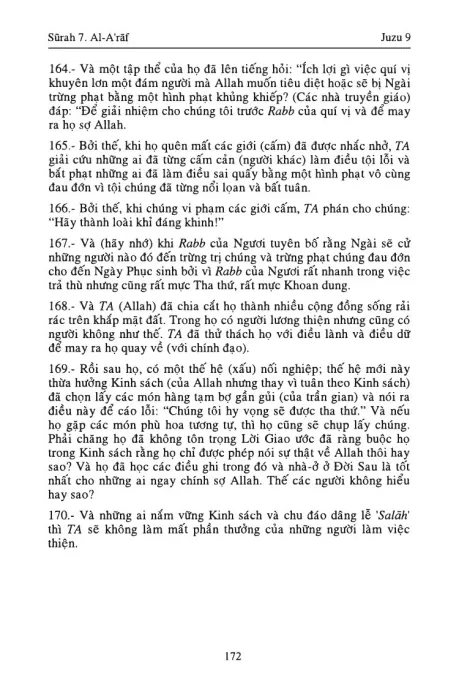 Sūrah 7. Al-A'rāf Juzu 9
164.- Và một tập thể của họ đã lên tiếng hỏi: “Ích lợi gì việc quí vị
khuyên lơn một đám người mà Allah muốn tiêu diệt hoặc sẽ bị Ngài
trừng phạt bằng một hình phạt khủng khiếp? (Các nhà truyền giáo)
đáp: “Để giải nhiệm cho chúng tôi trước Rabb của quí vị và để may
ra họ sợ Allah.
165.- Bởi thế, khi họ quên mất các giới (cấm) đã được nhắc nhở, TA
giải cứu những ai đã từng cấm cản (người khác) làm điều tội lỗi và
bắt phạt những ai đã làm điều sai quấy bằng một hình phạt vô cùng
đau đớn vì tội chúng đã từng nổi lọan và bất tuân.
166.- Bởi thế, khi chúng vi phạm các giới cấm, TA phán cho chúng:
“Hãy thành loài khỉ đáng khinh!”
167.- Và (hãy nhớ) khi Rabb của Ngươi tuyên bố rằng Ngài sẽ cử
những người nào đó đến trừng trị chúng và trừng phạt chúng đau đớn
cho đến Ngày Phục sinh bởi vì Rabb của Ngươi rất nhanh trong việc
trả thù nhưng cũng rất mực Tha thứ, rất mực Khoan dung.
168.- Và TA (Allah) đã chia cắt họ thành nhiều cộng đồng sống rải
rác trên khắp mặt đất. Trong họ có người lương thiện nhưng cũng có
người không như thế. TA đã thử thách họ với điều lành và điều dữ
để may ra họ quay về (với chính đạo).
169.- Rồi sau họ, có một thế hệ (xấu) nối nghiệp; thế hệ mới này
thừa hưởng Kinh sách (của Allah nhưng thay vì tuân theo Kinh sách)
đã chọn lấy các món hàng tạm bợ gần gủi (của trần gian) và nói ra
điều này để cáo lỗi: “Chúng tôi hy vọng sẽ được tha thứ.” Và nếu
họ gặp các món phù hoa tương tự, thì họ cũng sẽ chụp lấy chúng.
Phải chăng họ đã không tôn trọng Lời Giao ước đã ràng buộc họ
trong Kinh sách rằng họ chỉ được phép nói sự thật về Allah thôi hay
sao? Và họ đã học các điều ghi trong đó và nhà-ở ở Đời Sau là tốt
nhất cho những ai ngay chính sợ Allah. Thế các người không hiểu
hay sao?
170.- Và những ai nắm vững Kinh sách và chu đáo dâng lễ 'Salāh'
thì TA sẽ không làm mất phần thưởng của những người làm việc
thiện.
172